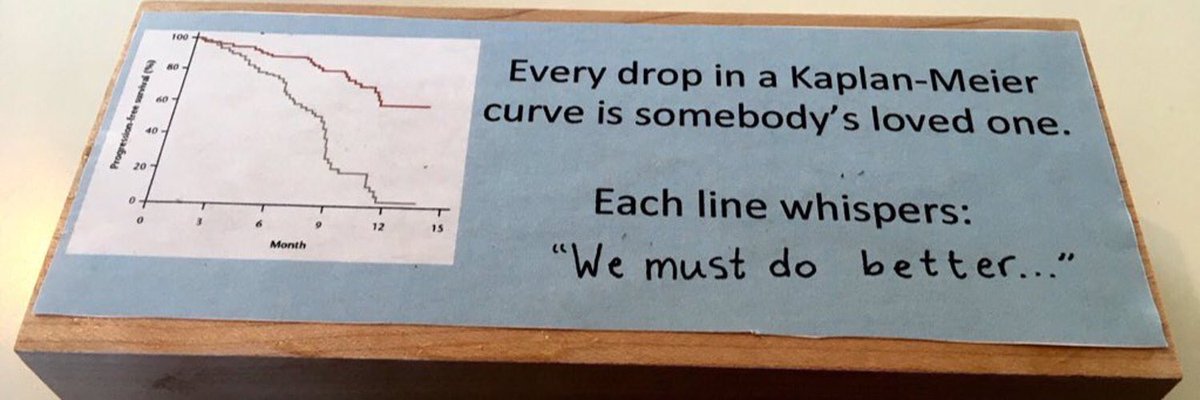 100
80
60
40
20
0
Progression-free survival (%)
0 3 6 9 12 15
Month
Every drop in a Kaplan-Meier
curve is somebody’s loved one.
Each line whispers:
“We must do better...”